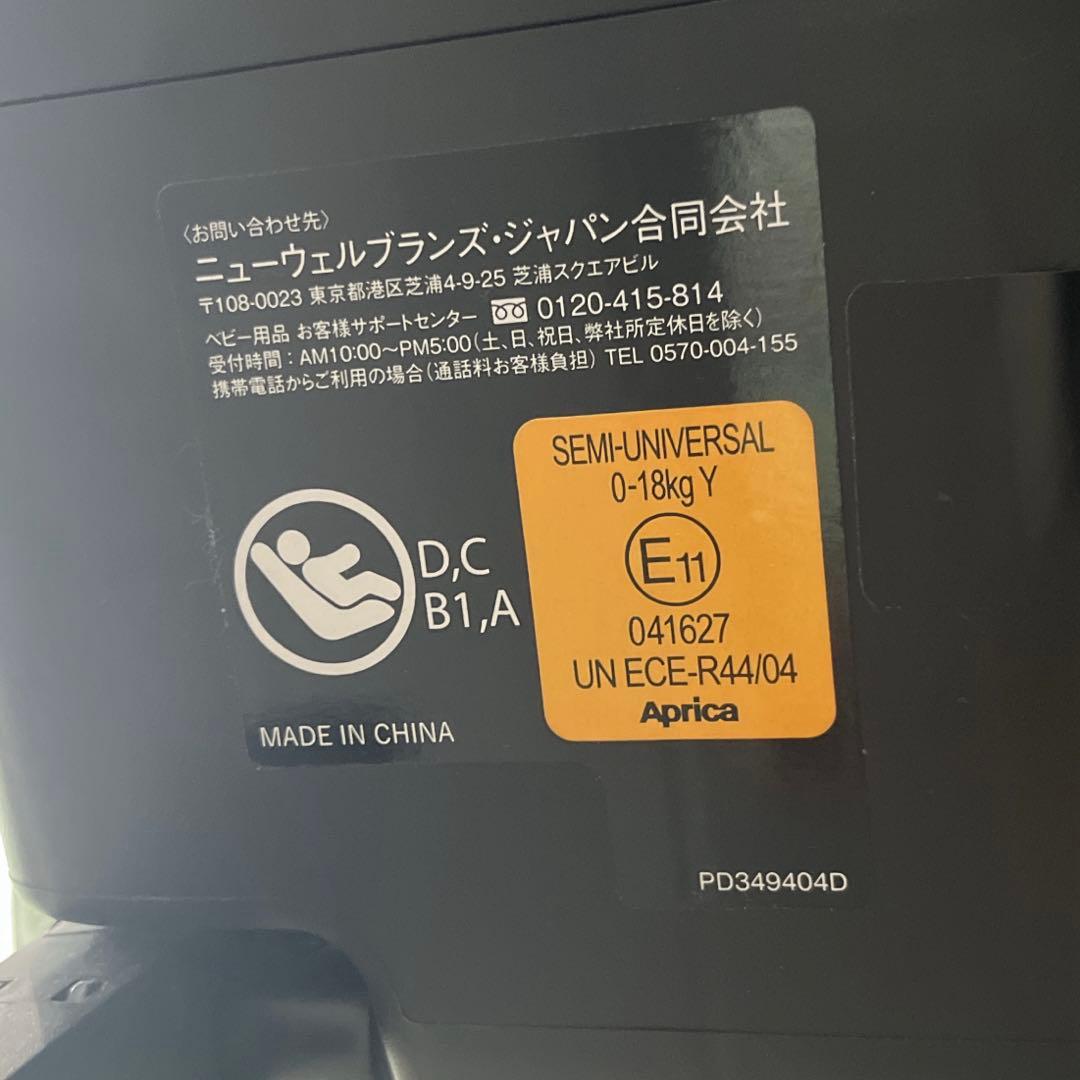 〈お問い合わせ先〉
ニューウェルブランズ・ジャパン合同会社
〒108-0023 東京都港区芝浦4-9-25 芝浦スクエアビル
ベビー用品 お客様サポートセンター 0120-415-814
受付時間：AM10:00〜PM5:00(土、日、祝日、弊社所定休日を除く)
携帯電話からご利用の場合(通話料お客様負担) TEL 0570-004-155
SEMI-UNIVERSAL
0-18kg Y
E11
041627
UN ECE-R44/04
Aprica
D,C
B1,A
MADE IN CHINA
PD349404D